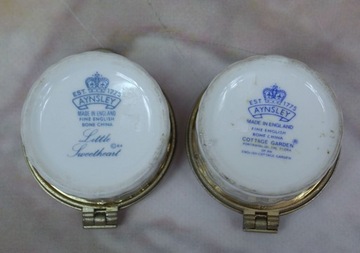 EST 1775
AYNSLEY
MADE IN ENGLAND
FINE ENGLISH
BONE CHINA
Little
Sweetheart
EST 1775
AYNSLEY
MADE IN ENGLAND
FINE ENGLISH
BONE CHINA
COTTAGE GARDEN